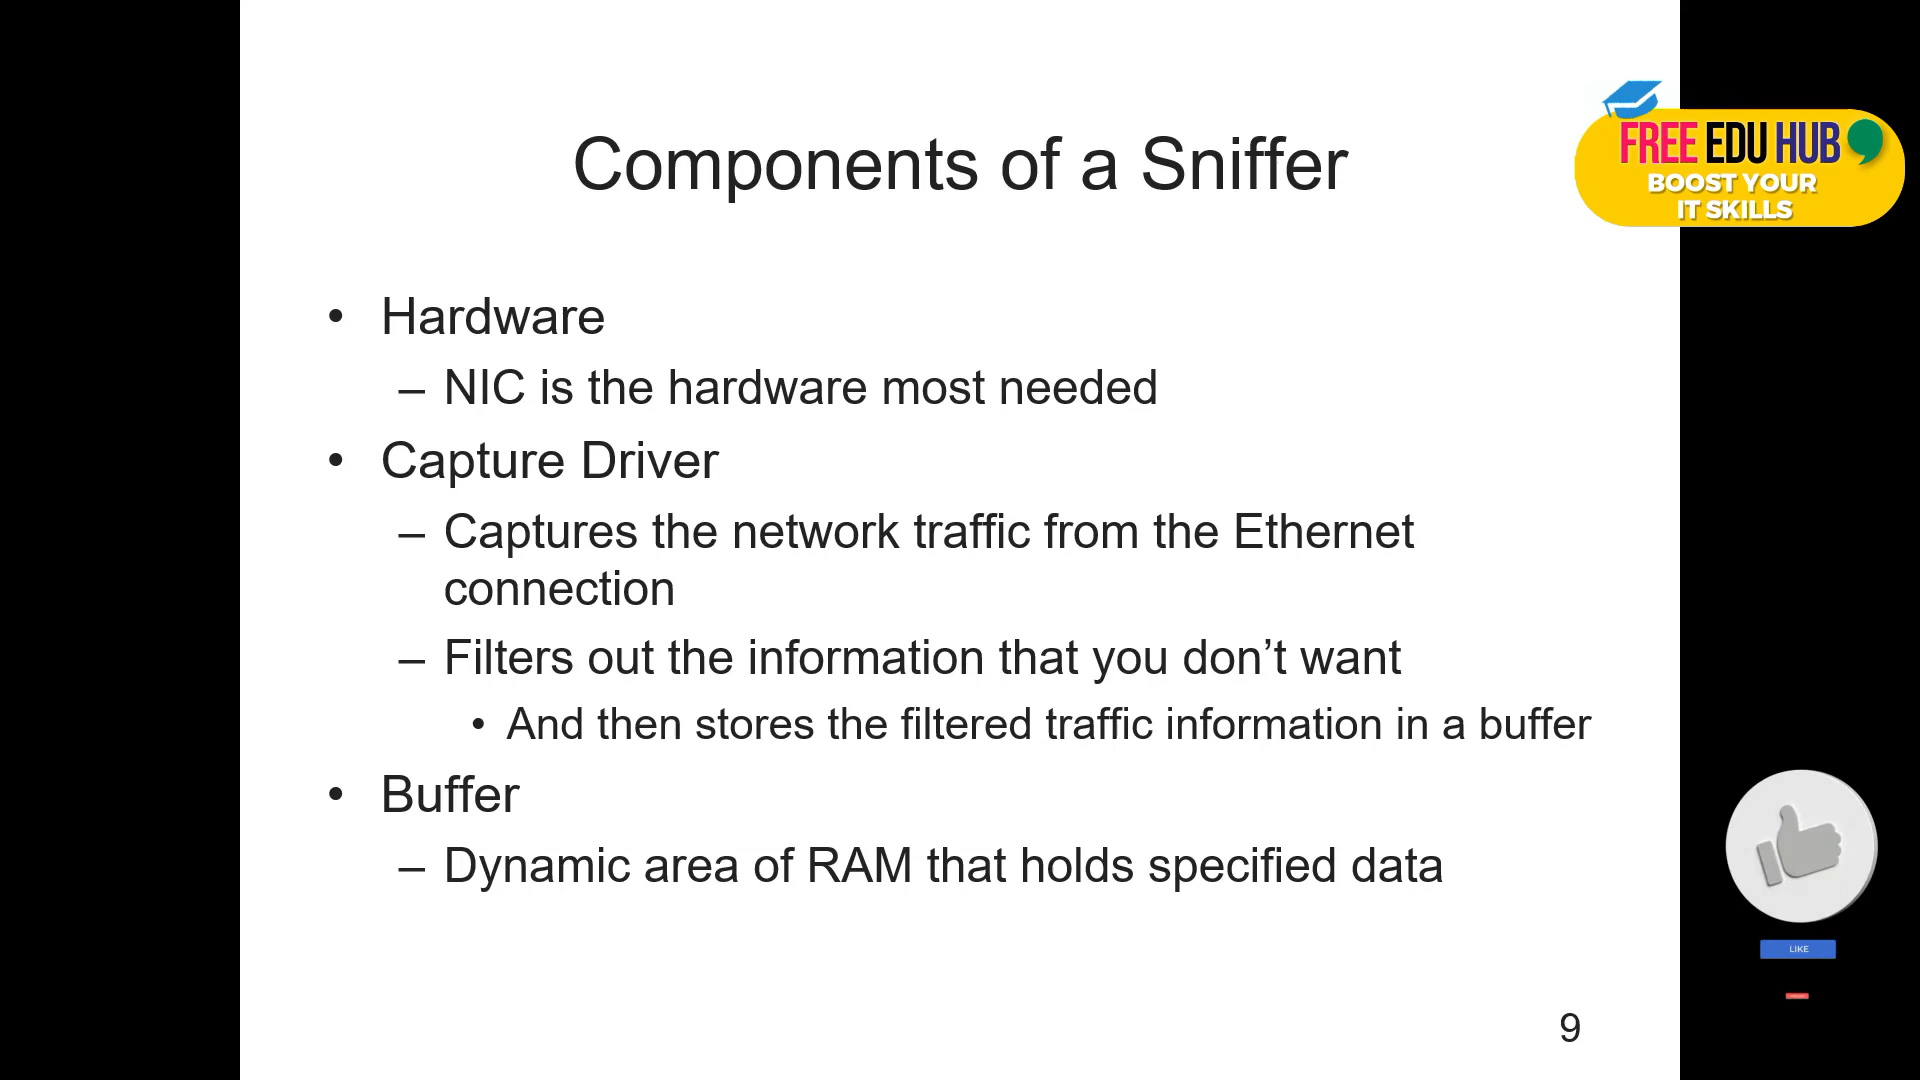 Components of a Sniffer
FREE EDU HUB
BOOST YOUR
IT SKILLS
• Hardware
– NIC is the hardware most needed
• Capture Driver
– Captures the network traffic from the Ethernet
connection
– Filters out the information that you don’t want
• And then stores the filtered traffic information in a buffer
• Buffer
– Dynamic area of RAM that holds specified data
LIKE
9